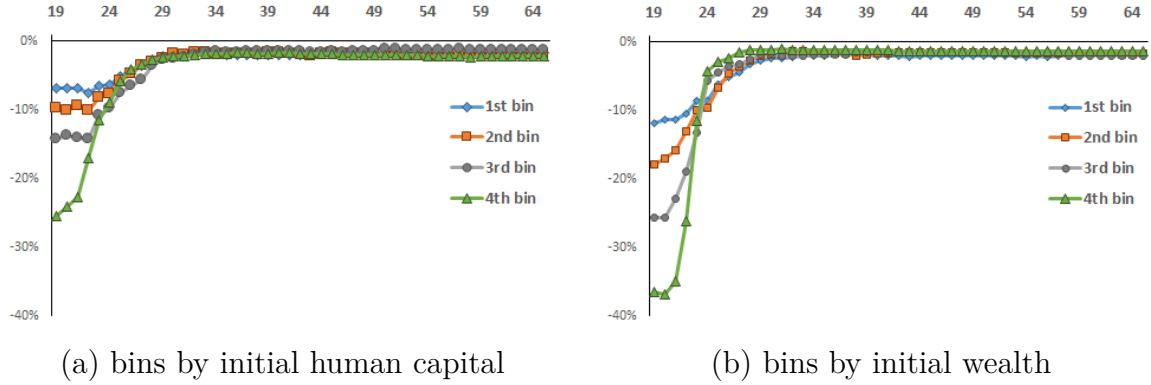 19 24 29 34 39 44 49 54 59 64
0%
-10%
-20%
-30%
-40%
1st bin
2nd bin
3rd bin
4th bin
(a) bins by initial human capital
19 24 29 34 39 44 49 54 59 64
0%
-10%
-20%
-30%
-40%
1st bin
2nd bin
3rd bin
4th bin
(b) bins by initial wealth